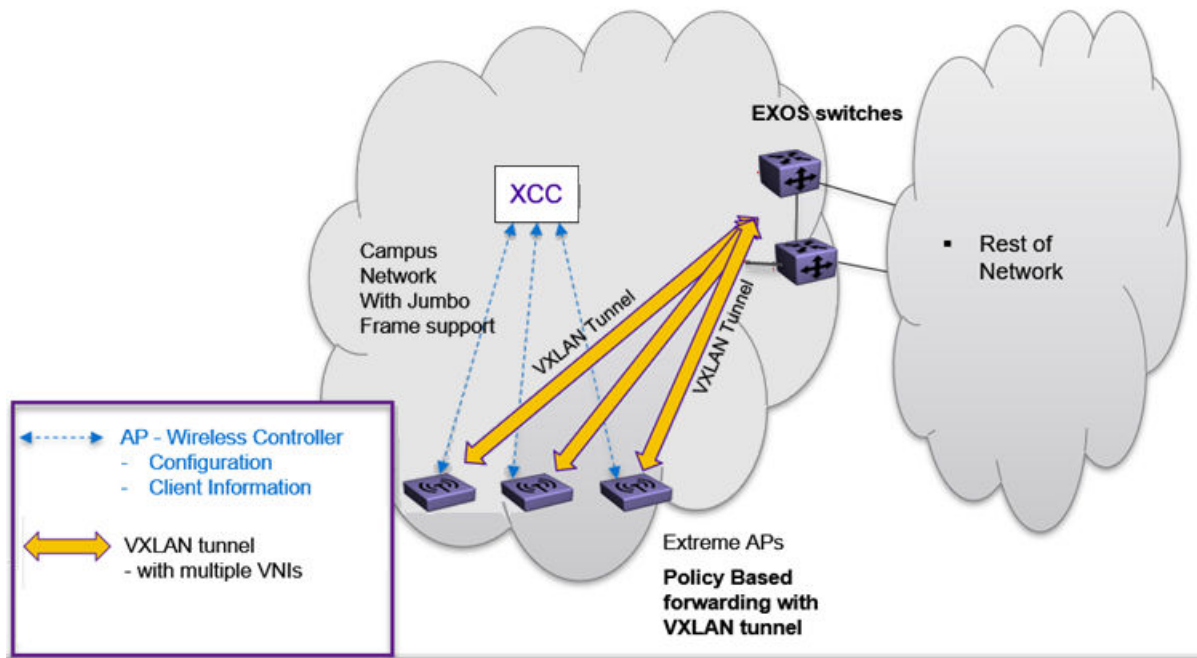 EXOS switches
XCC
Campus
Network
With Jumbo
Frame support
VXLAN Tunnel
VXLAN Tunnel
▪ Rest of
Network
AP - Wireless Controller
- Configuration
- Client Information
VXLAN tunnel
- with multiple VNIs
Extreme APs
Policy Based
forwarding with
VXLAN tunnel